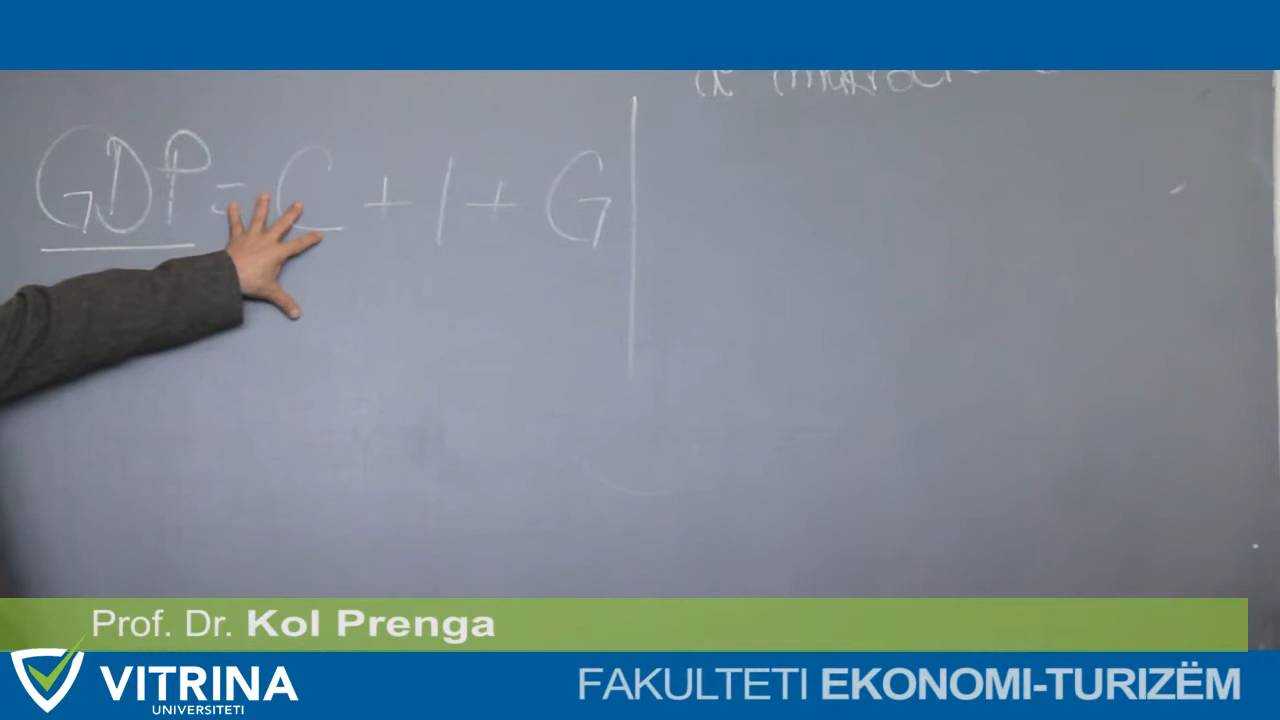 GDP = C + I + G
Prof. Dr. Kol Prenga
VITRINA
UNIVERSITETI
FAKULTETI EKONOMI-TURIZËM